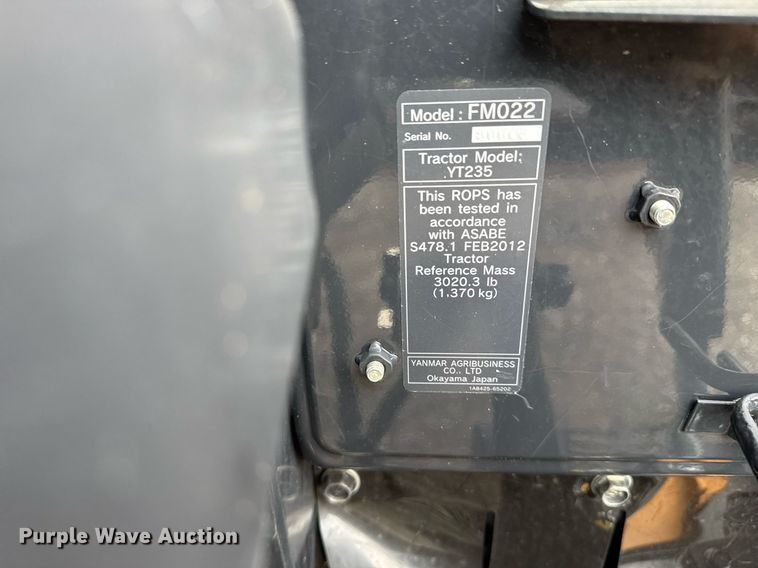 Model : FM022
Serial No.
Tractor Model:
YT235
This ROPS has
been tested in
accordance
with ASABE
S478.1 FEB2012
Tractor
Reference Mass
3020.3 lb
(1,370 kg)
YANMAR AGRIBUSINESS
CO., LTD
Okayama Japan
1A8425-65202
Purple Wave Auction®